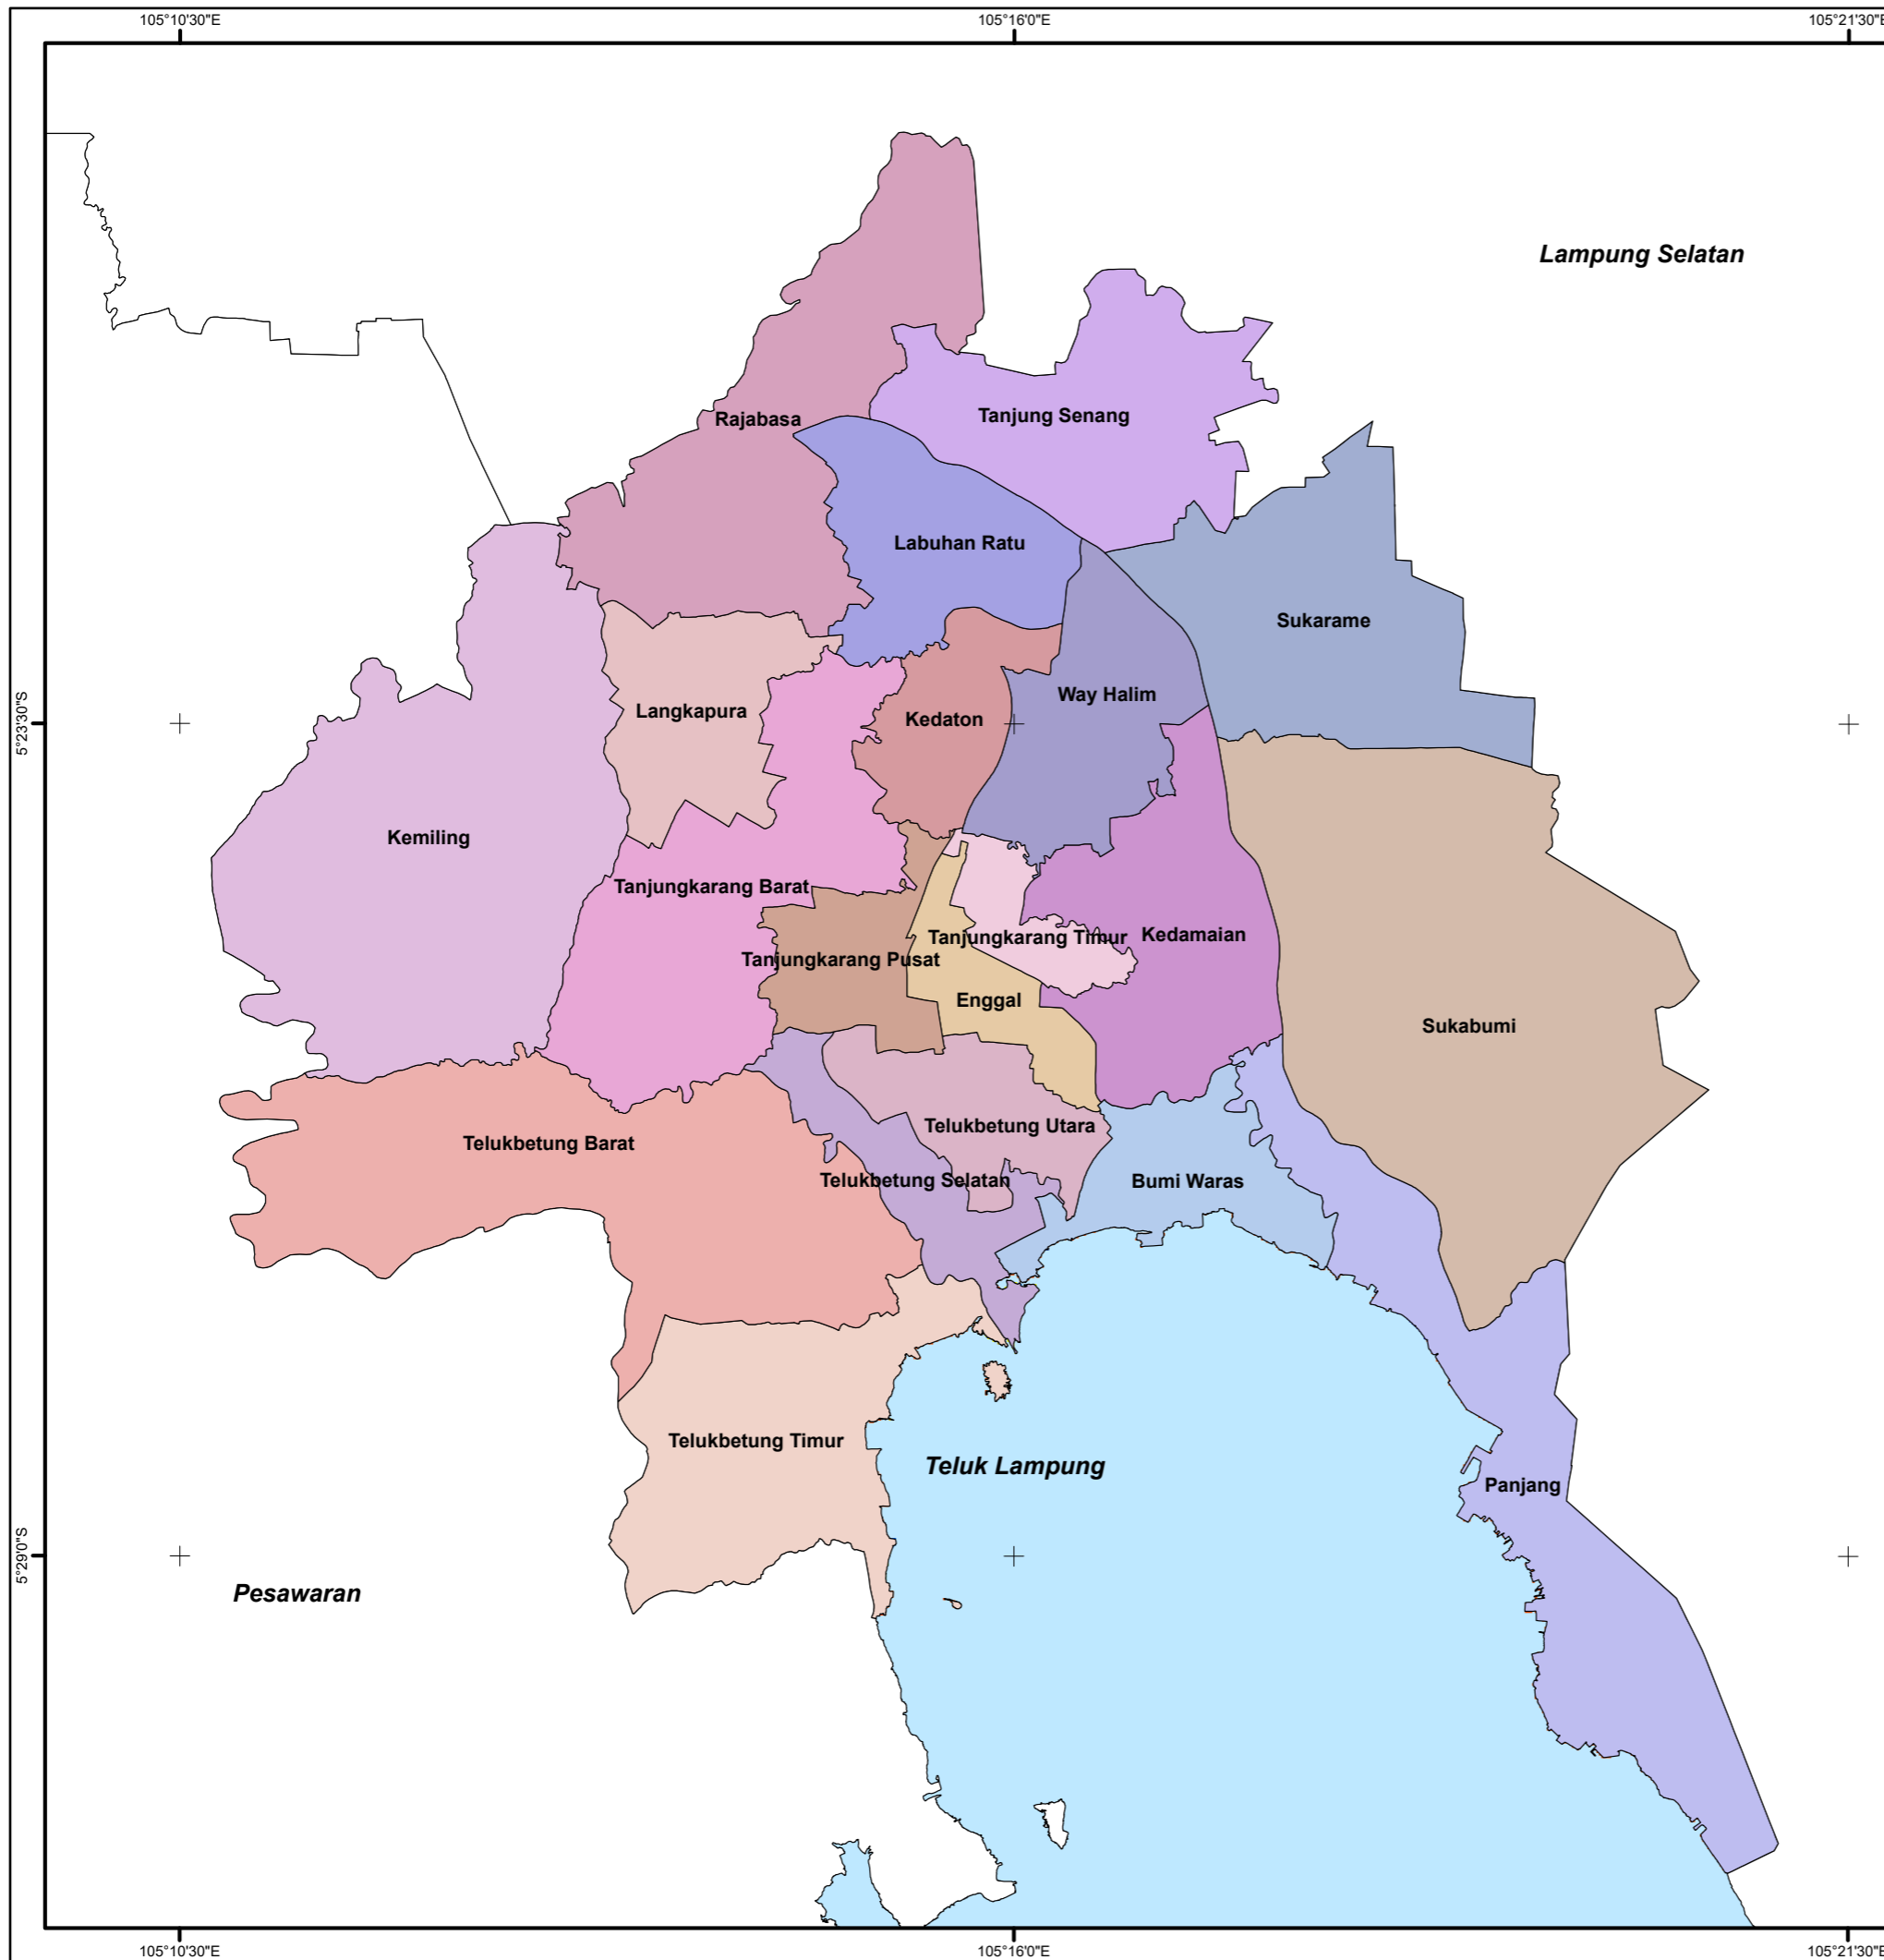 105°10'30"E
105°16'0"E
105°21'30"E
Lampung Selatan
Rajabasa
Tanjung Senang
Labuhan Ratu
Sukarame
Way Halim
Langkapura
Kedaton
5°23'30"S
Kemiling
Tanjungkarang Barat
Kedamaian
Tanjungkarang Timur
Tanjungkarang Pusat
Enggal
Sukabumi
Telukbetung Utara
Telukbetung Barat
Telukbetung Selatan
Bumi Waras
Telukbetung Timur
Teluk Lampung
Panjang
5°29'0"S
Pesawaran
105°10'30"E
105°16'0"E
105°21'30"E